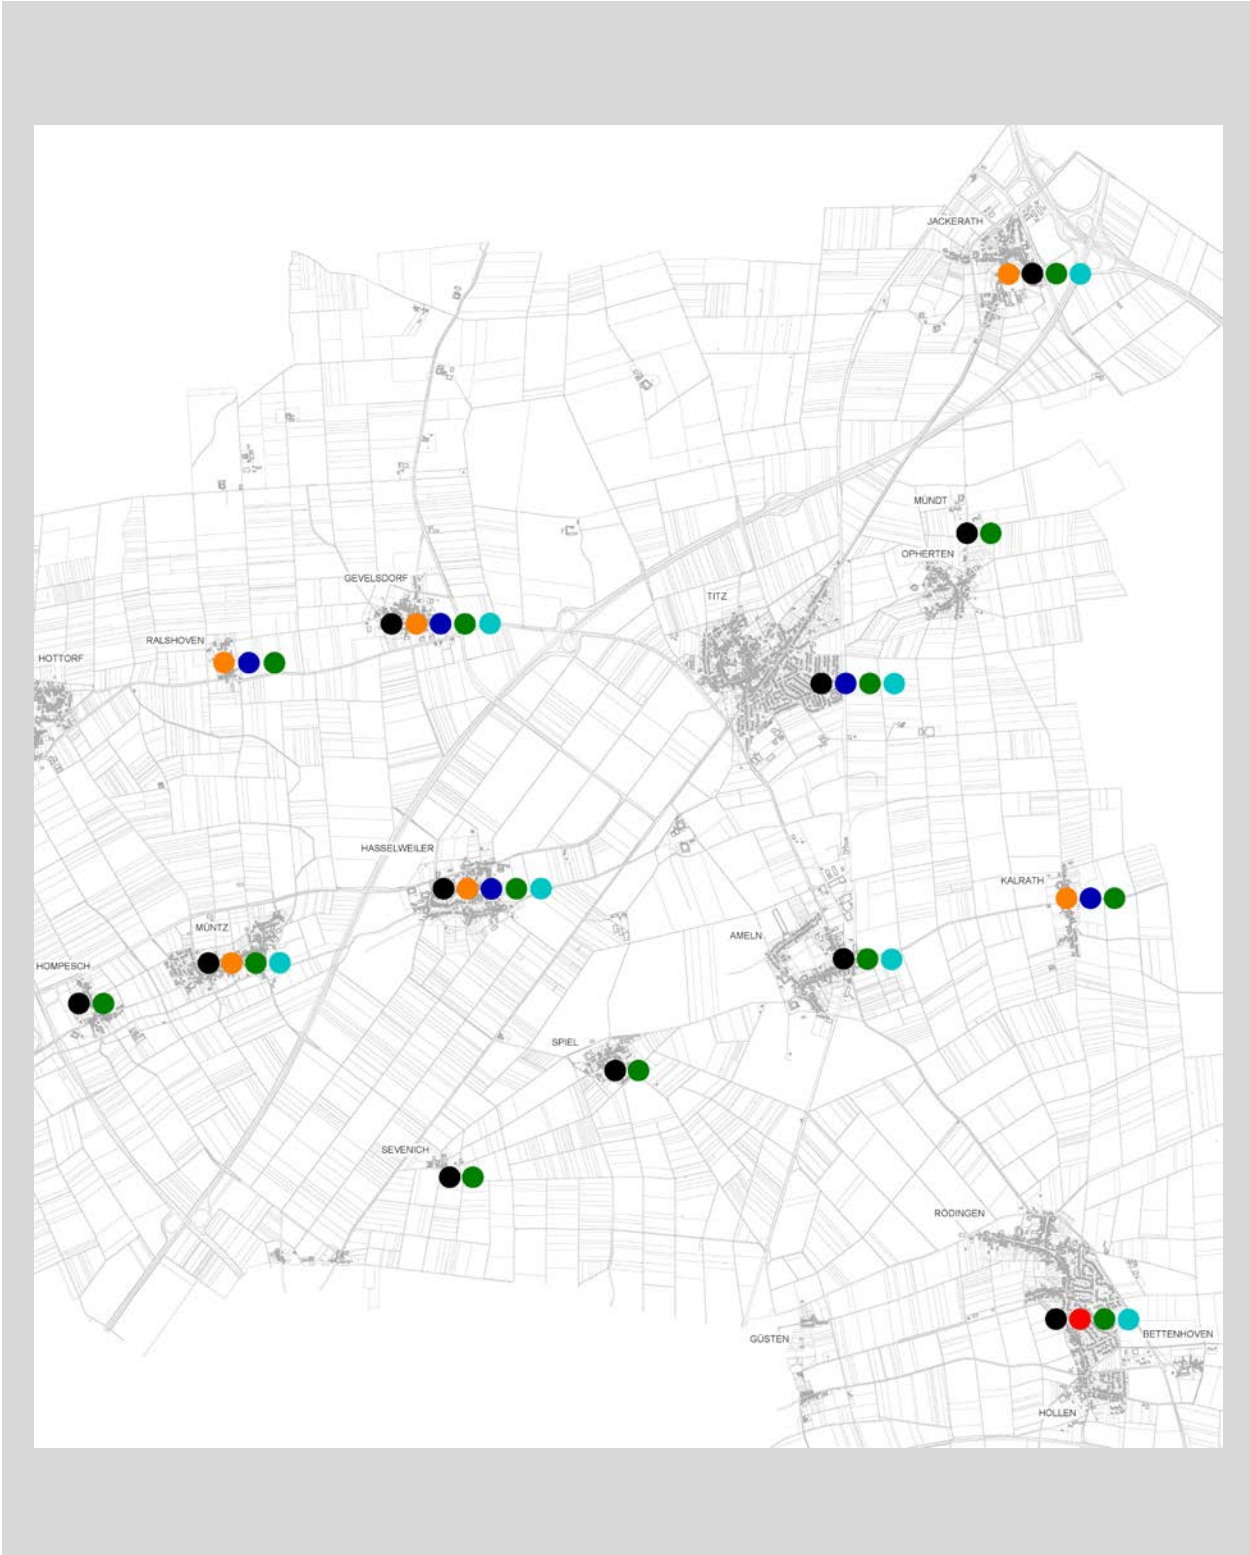 JACKERATH
MÜNDT
OPHERTEN
GEVELSDORF
TITZ
RALSHOVEN
HOTTORF
HASSELWEILER
KALRATH
MÜNTZ
AMELN
HOMPESCH
SPIEL
SEVENICH
RÖDINGEN
GÜSTEN
BETTENHOVEN
HÖLLEN